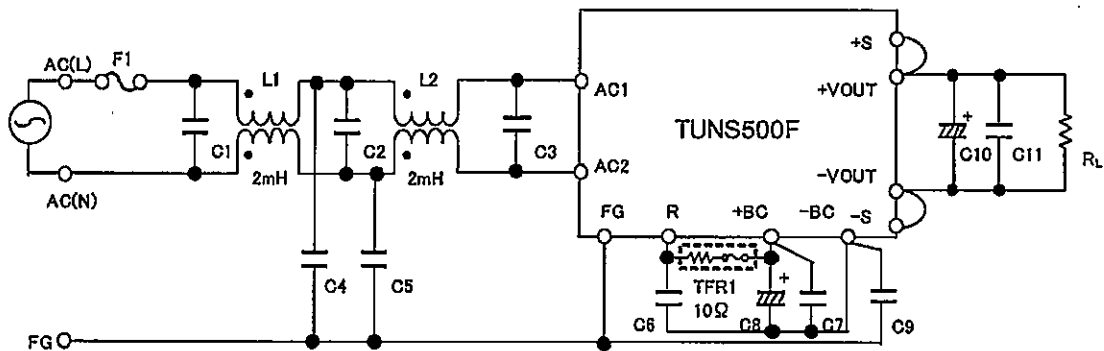 AC(L)
F1
L1
L2
C1
C2
C3
2mH
2mH
AC(N)
AC1
AC2
TUNS500F
+S
+VOUT
-VOUT
-S
C10
C11
RL
FG
R
+BC
-BC
TFR1
10Ω
C4
C5
C6
C8
C7
C9
FG
+
+